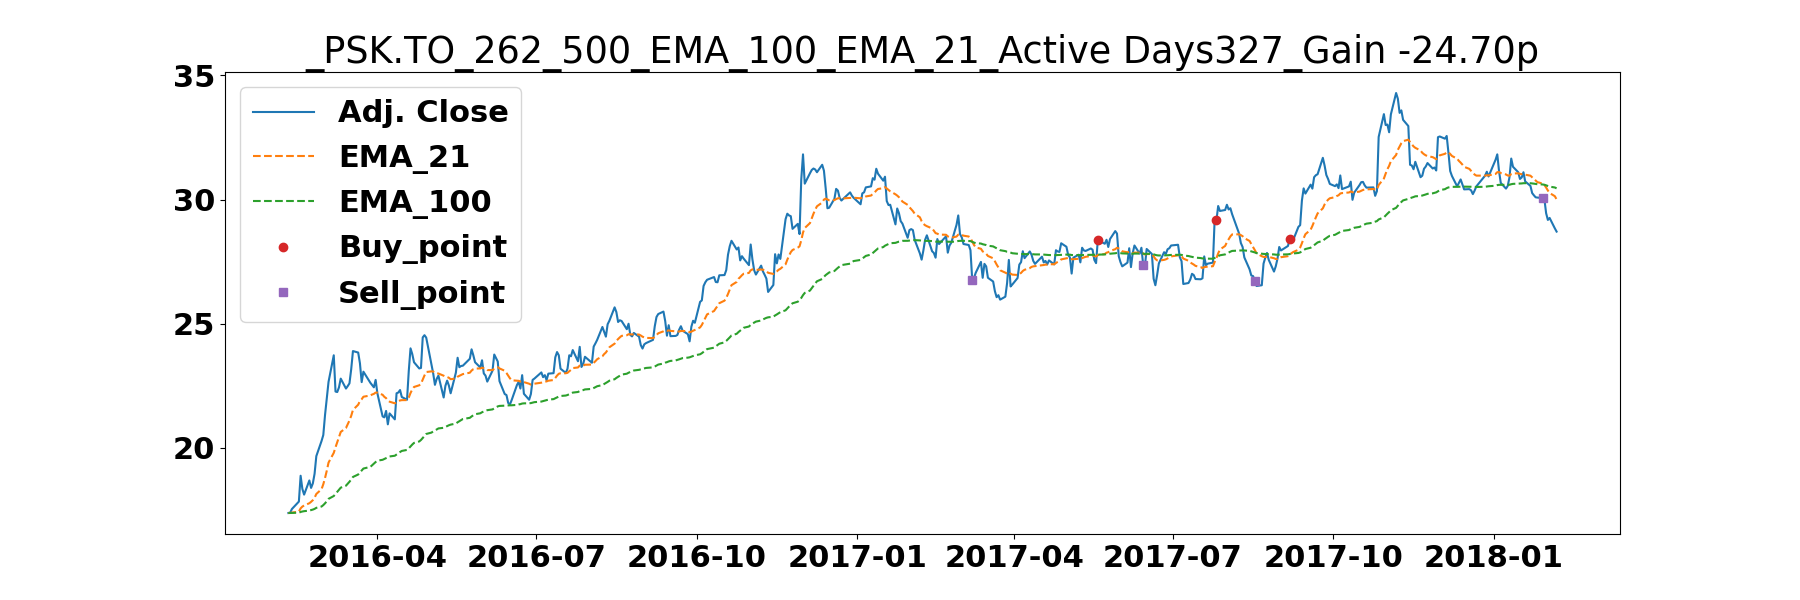 _PSK.TO_262_500_EMA_100_EMA_21_Active Days327_Gain -24.70p
35
30
25
20
Adj. Close
EMA_21
EMA_100
Buy_point
Sell_point
2016-04 2016-07 2016-10 2017-01 2017-04 2017-07 2017-10 2018-01